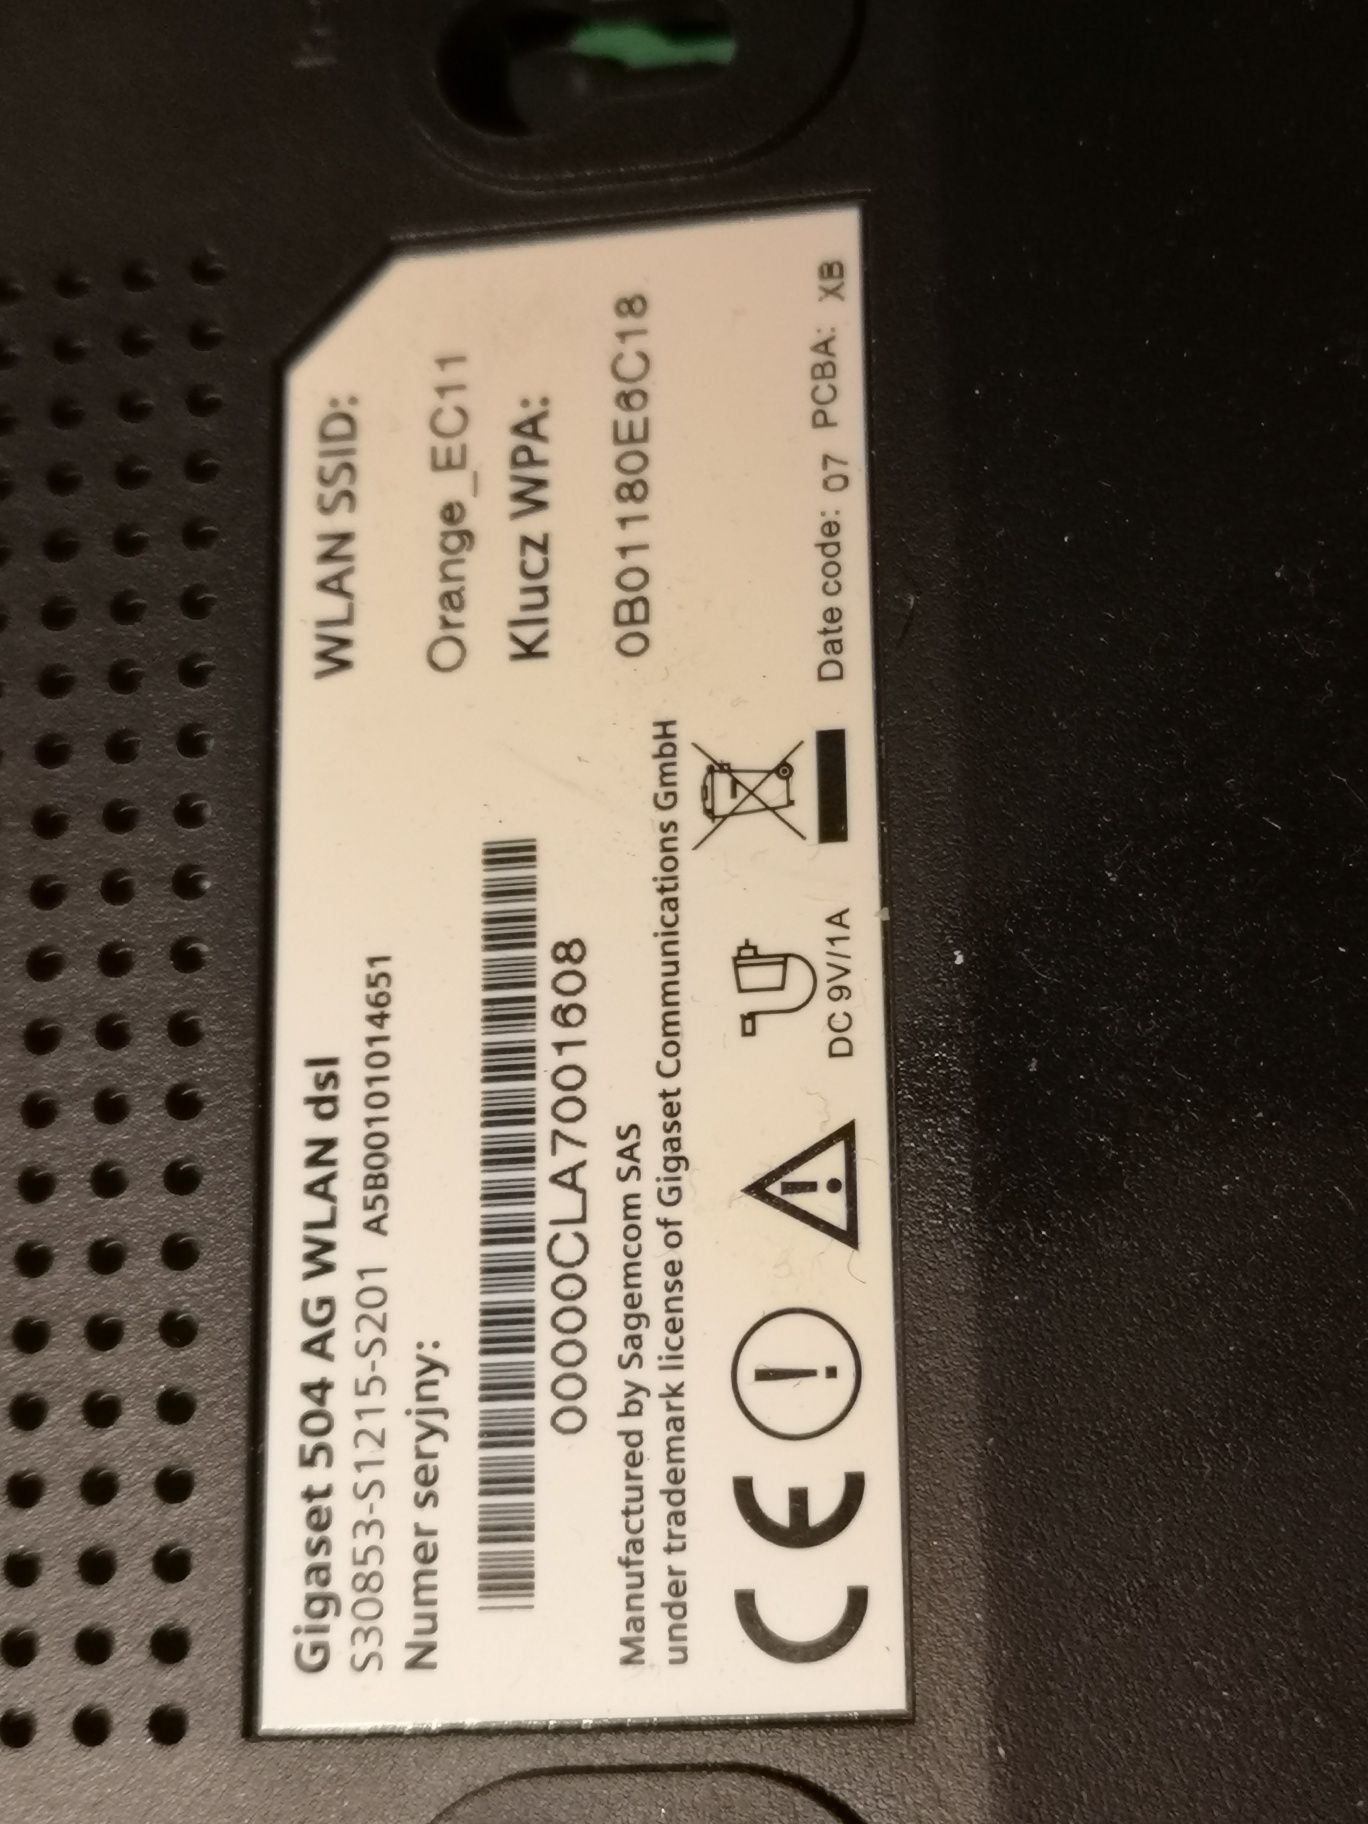 Gigaset 504 AG WLAN dsl
S30853-S1215-S201 A5B00101014651
Numer seryjny:
00000CLA7001608
Manufactured by Sagemcom SAS
under trademark license of Gigaset Communications GmbH
CE
DC 9V/1A
WLAN SSID:
Orange_EC11
Klucz WPA:
0B01180E6C18
Date code: 07 PCBA: XB